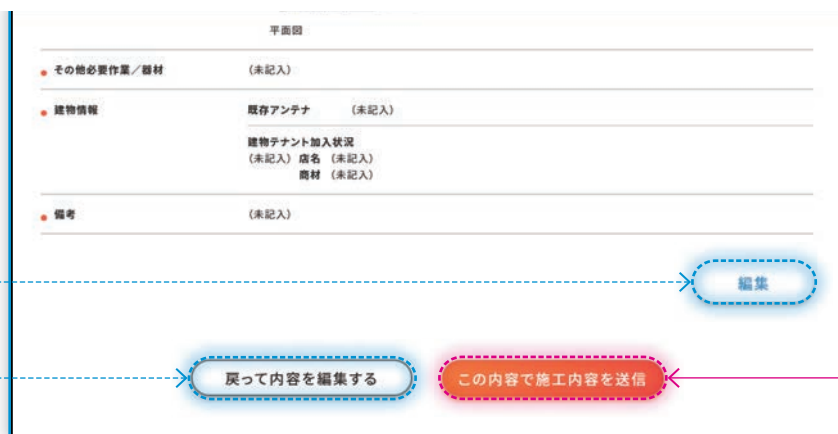 平面図
その他必要作業／器材 （未記入）
建物情報 既存アンテナ （未記入）
建物テナント加入状況
（未記入） 店名 （未記入）
商材 （未記入）
備考 （未記入）
編集
戻って内容を編集する この内容で施工内容を送信